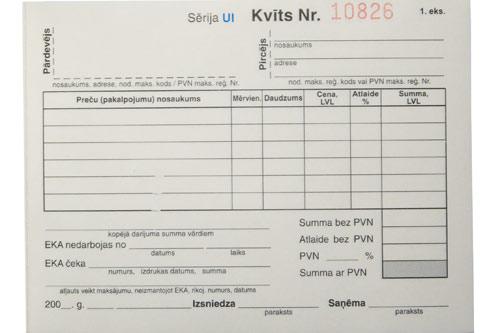 Sērija UI Kvīts Nr. 10826 1. eks.
Pārdevējs
Pircējs
nosaukums
adrese
nosaukums, adrese, nod. maks. kods / PVN maks. reģ. Nr.
nod. maks. reģ. kods vai PVN maks. reģ. Nr.
Preču (pakalpojumu) nosaukums Mērvien. Daudzums Cena, LVL Atlaide % Summa, LVL
kopējā darījuma summa vārdiem
Summa bez PVN
EKA nedarbojas no
datums laiks
Atlaide bez PVN
EKA čeka
PVN _____ %
numurs, izdrukas datums, summa
Summa ar PVN
atļauts veikt maksājumu, neizmantojot EKA, rīkoj. numurs, datums
200__. g. Izsniedza Saņēma
paraksts paraksts